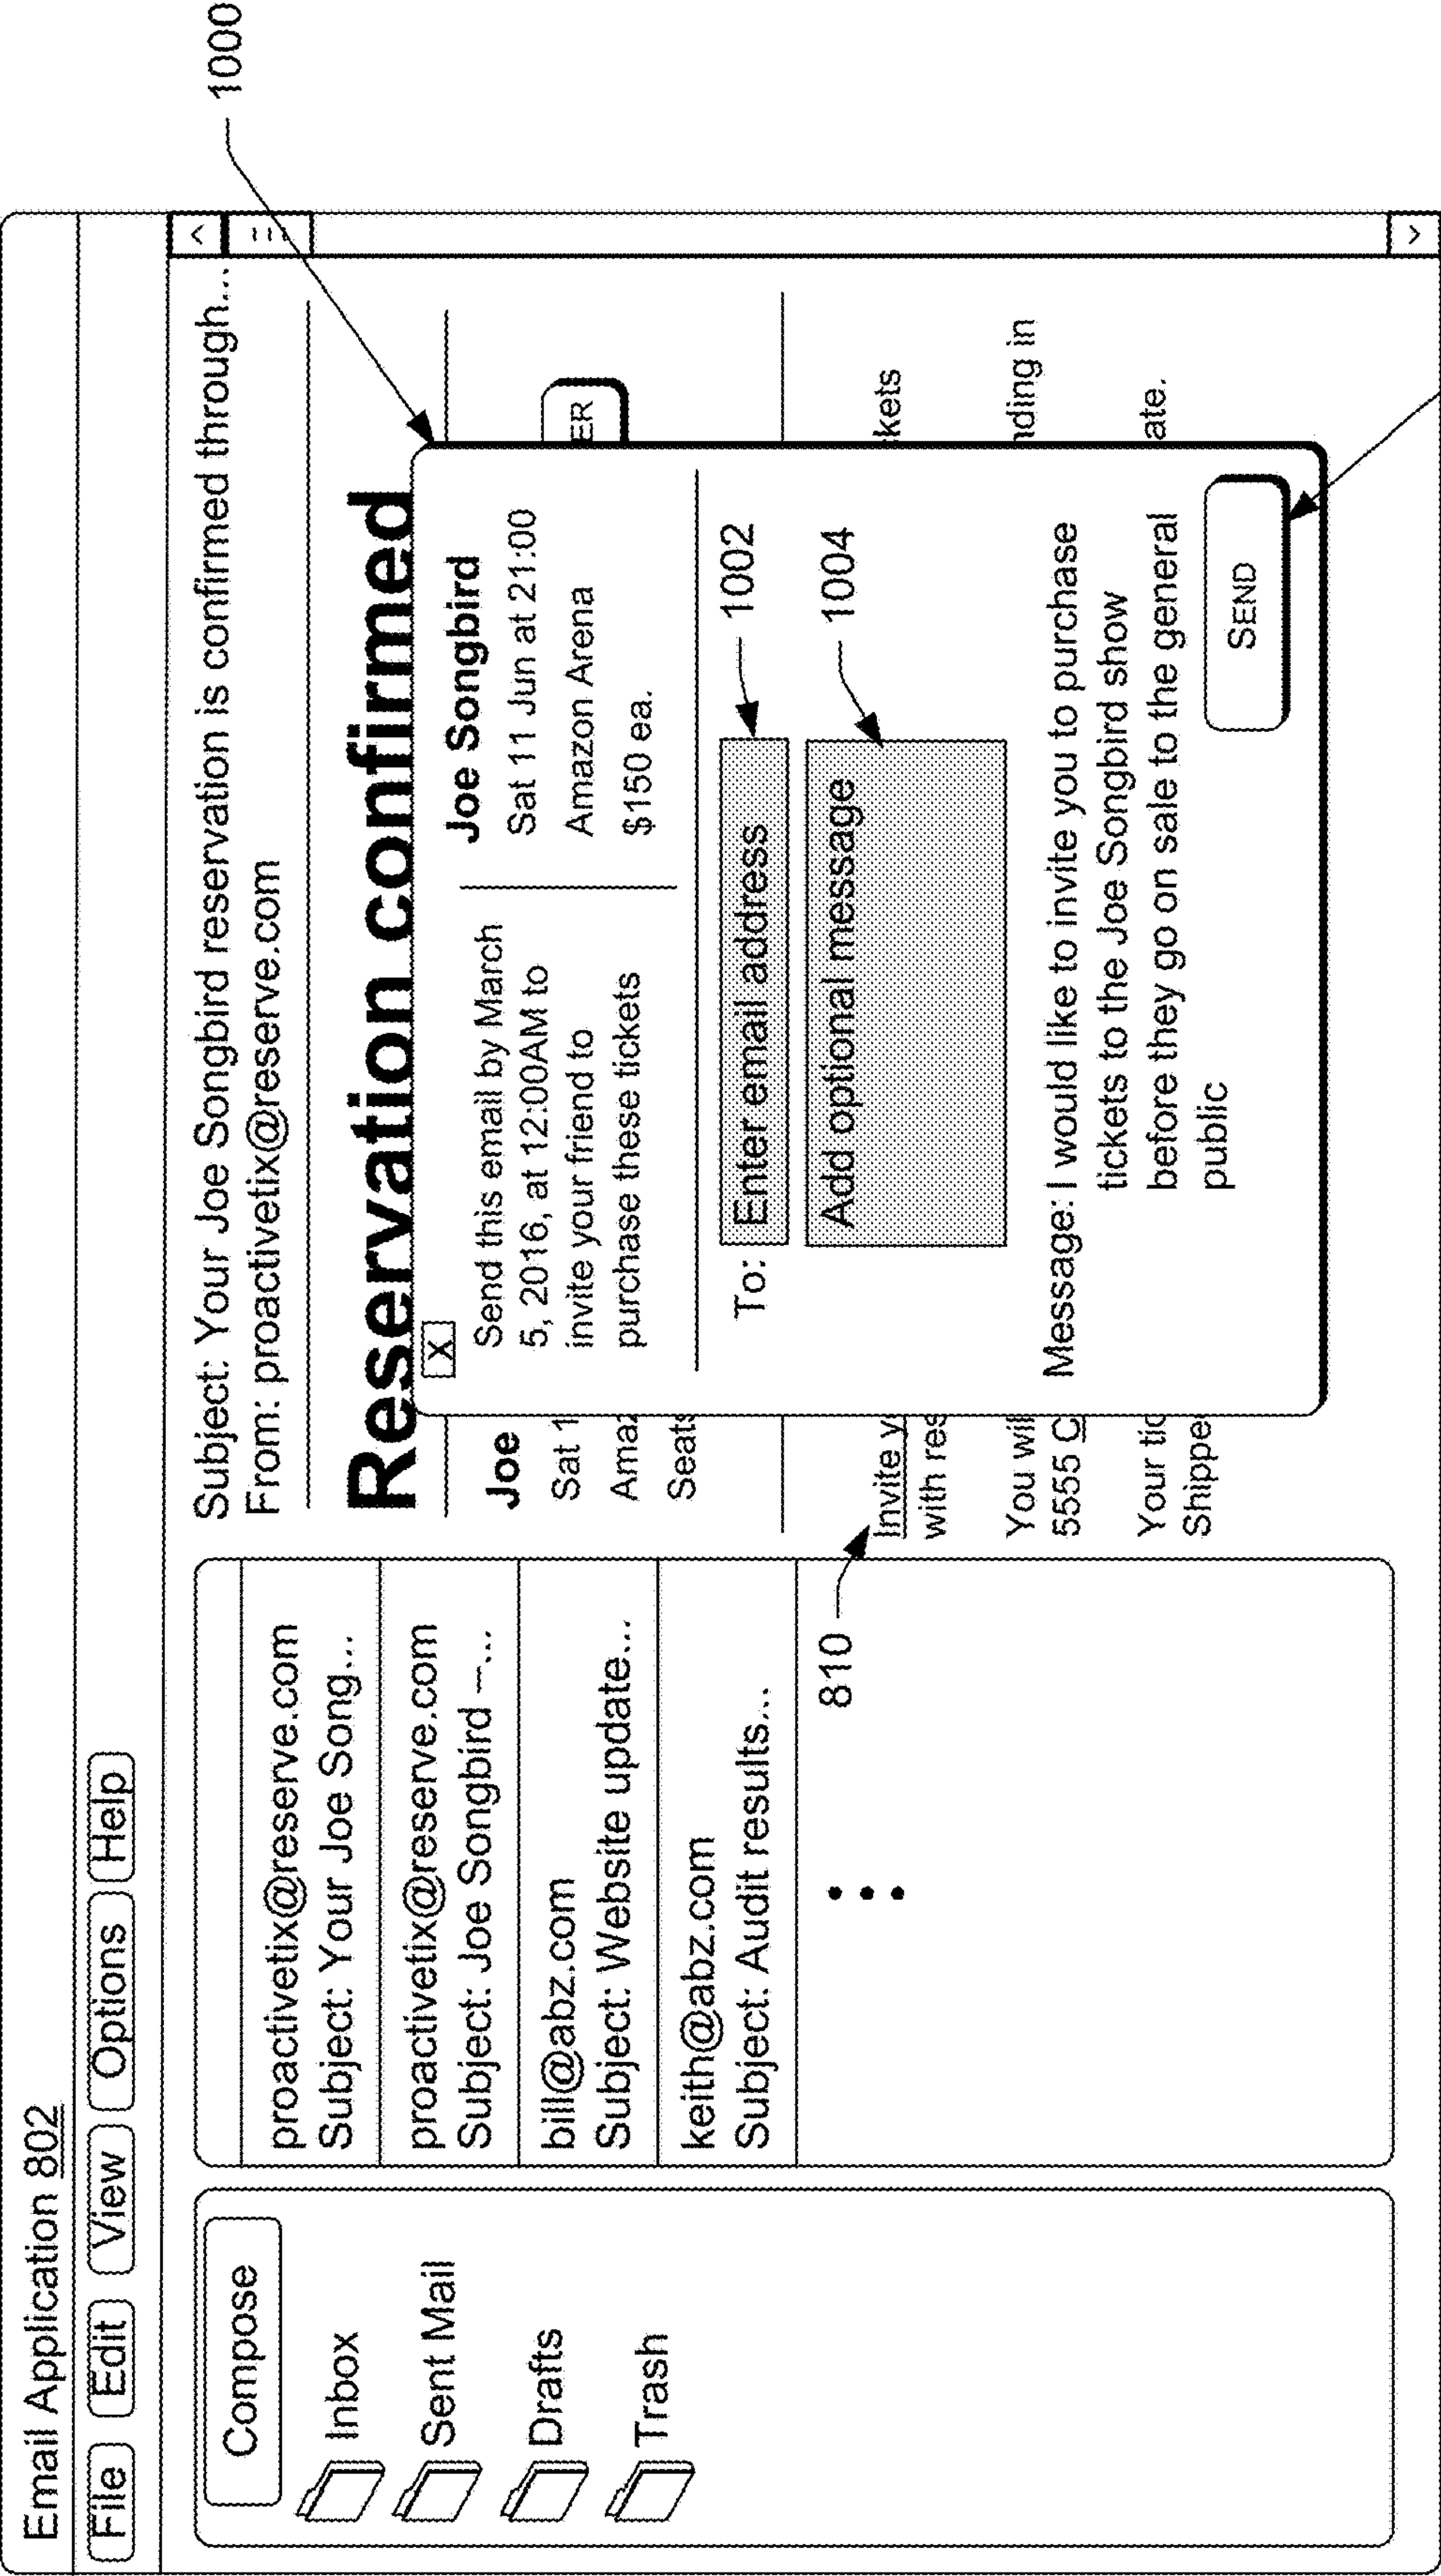 1000
Email Application 802
File Edit View Options Help
Compose
Inbox
Sent Mail
Drafts
Trash
proactivetix@reserve.com
Subject: Your Joe Song...
proactivetix@reserve.com
Subject: Joe Songbird –...
bill@abz.com
Subject: Website update...
keith@abz.com
Subject: Audit results...
810
Subject: Your Joe Songbird reservation is confirmed through...
From: proactivetix@reserve.com
Reservation confirmed
Joe
Sat 1
Amaz
Seats
ER
Invite y
with res
kets
You wil
5555 C
nding in
Your tic
Shippe
ate.
X
Send this email by March
5, 2016, at 12:00AM to
invite your friend to
purchase these tickets
Joe Songbird
Sat 11 Jun at 21:00
Amazon Arena
$150 ea.
To: Enter email address 1002
Add optional message 1004
Message: I would like to invite you to purchase
tickets to the Joe Songbird show
before they go on sale to the general
public
SEND